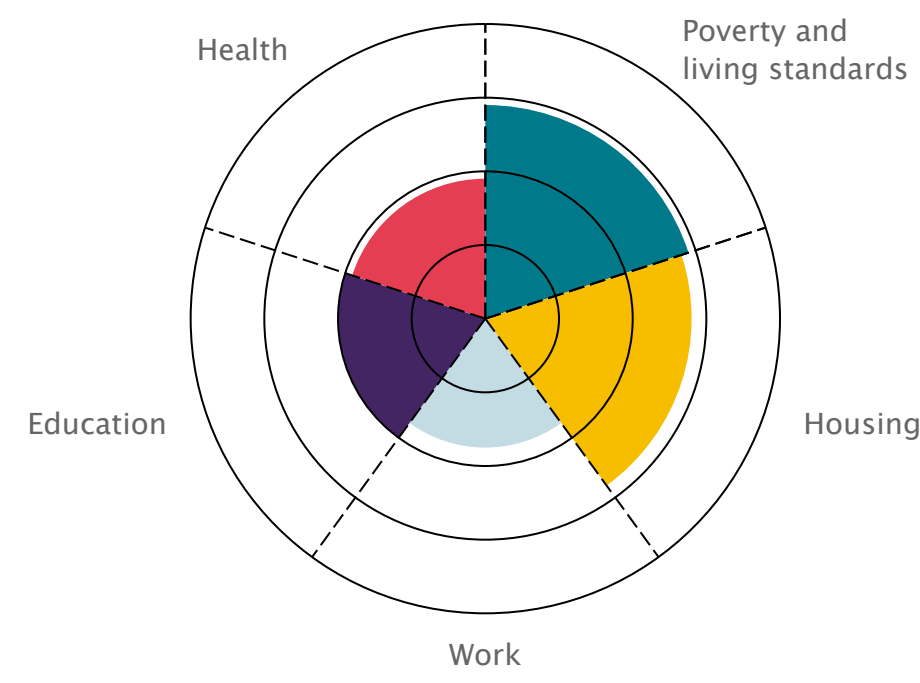 Health
Poverty and
living standards
Education
Housing
Work